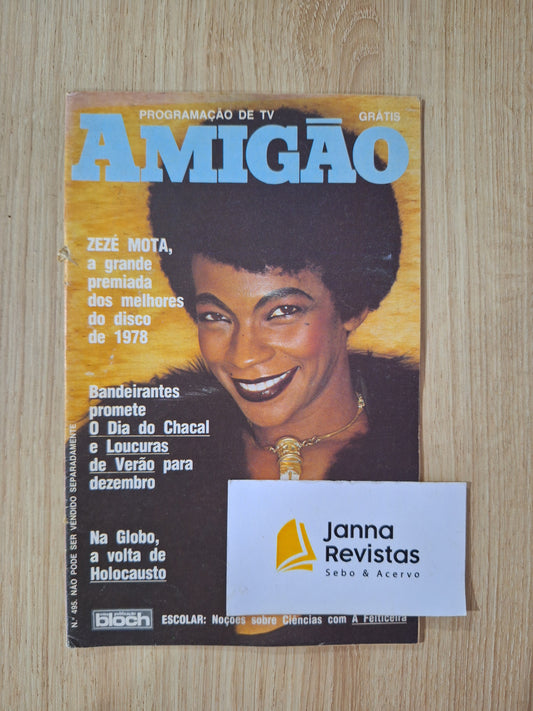 PROGRAMAÇÃO DE TV GRÁTIS
AMIGÃO
ZEZÉ MOTA,
a grande
premiada
dos melhores
do disco
de 1978
Bandeirantes
promete
O Dia do Chacal
e Loucuras
de Verão para
dezembro
Na Globo,
a volta de
Holocausto
N.º 495. NÃO PODE SER VENDIDO SEPARADAMENTE
bloch
ESCOLAR: Noções sobre Ciências com A Feiticeira
Janna
Revistas
Sebo & Acervo